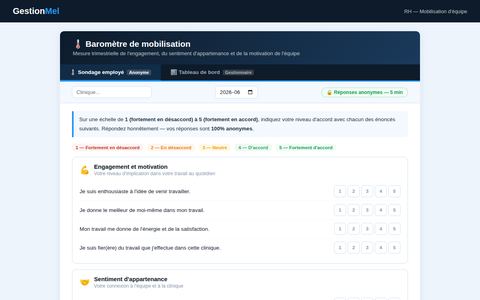 GestionMel
RH — Mobilisation d'équipe
🌡️ Baromètre de mobilisation
Mesure trimestrielle de l'engagement, du sentiment d'appartenance et de la motivation de l'équipe
Sondage employé Anonyme
Tableau de bord Gestionnaire
Clinique...
2026-06
Réponses anonymes — 5 min
Sur une échelle de 1 (fortement en désaccord) à 5 (fortement en accord), indiquez votre niveau d'accord avec chacun des énoncés
suivants. Répondez honnêtement — vos réponses sont 100% anonymes.
1 — Fortement en désaccord 2 — En désaccord 3 — Neutre 4 — D'accord 5 — Fortement d'accord
Engagement et motivation
Votre niveau d'implication dans votre travail au quotidien
Je suis enthousiaste à l'idée de venir travailler. 1 2 3 4 5
Je donne le meilleur de moi-même dans mon travail. 1 2 3 4 5
Mon travail me donne de l'énergie et de la satisfaction. 1 2 3 4 5
Je suis fier(ère) du travail que j'effectue dans cette clinique. 1 2 3 4 5
Sentiment d'appartenance
Votre connexion à l'équipe et à la clinique